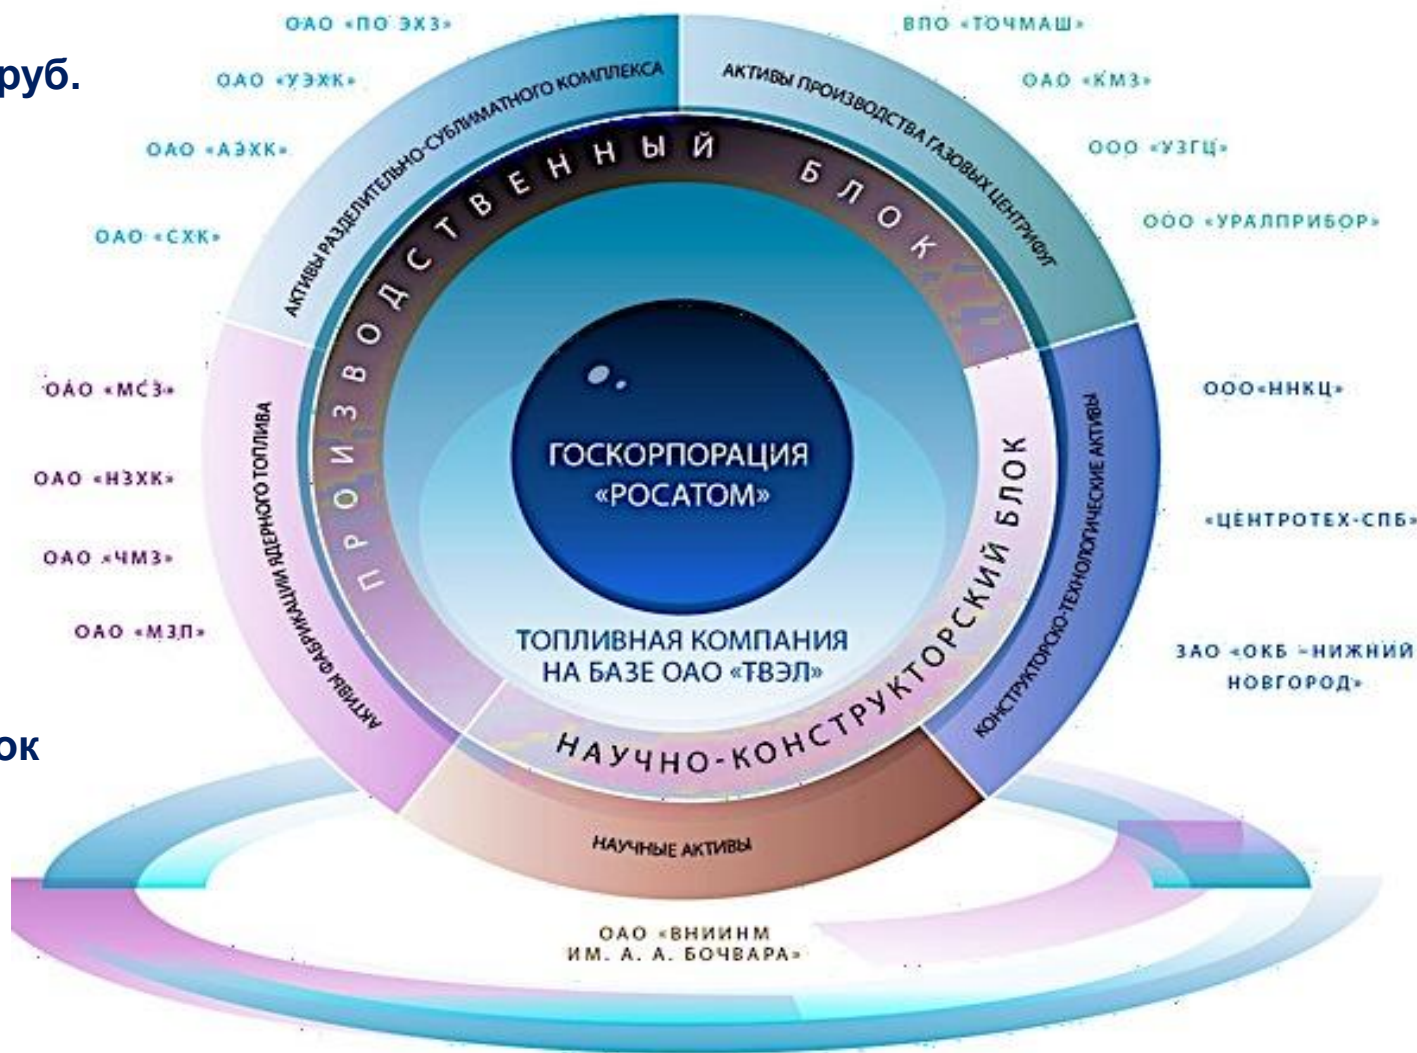 руб.
ок
ОАО «ПО ЭХЗ»
ОАО «УЭХК»
ОАО «АЭХК»
ОАО «СХК»
ОАО «МСЗ»
ОАО «НЗХК»
ОАО «ЧМЗ»
ОАО «МЗП»
ВПО «ТОЧМАШ»
ОАО «КМЗ»
ООО «УЗГЦ»
ООО «УРАЛПРИБОР»
ООО«ННКЦ»
«ЦЕНТРОТЕХ-СПБ»
ЗАО «ОКБ –НИЖНИЙ
НОВГОРОД»
АКТИВЫ РАЗДЕЛИТЕЛЬНО-СУБЛИМАТНОГО КОМПЛЕКСА
АКТИВЫ ПРОИЗВОДСТВА ГАЗОВЫХ ЦЕНТРИФУГ
АКТИВЫ ФАБРИКАЦИИ ЯДЕРНОГО ТОПЛИВА
КОНСТРУКТОРСКО-ТЕХНОЛОГИЧЕСКИЕ АКТИВЫ
НАУЧНЫЕ АКТИВЫ
ПРОИЗВОДСТВЕННЫЙ БЛОК
НАУЧНО-КОНСТРУКТОРСКИЙ БЛОК
ГОСКОРПОРАЦИЯ
«РОСАТОМ»
ТОПЛИВНАЯ КОМПАНИЯ
НА БАЗЕ ОАО «ТВЭЛ»
ОАО «ВНИИНМ
ИМ. А. А. БОЧВАРА»